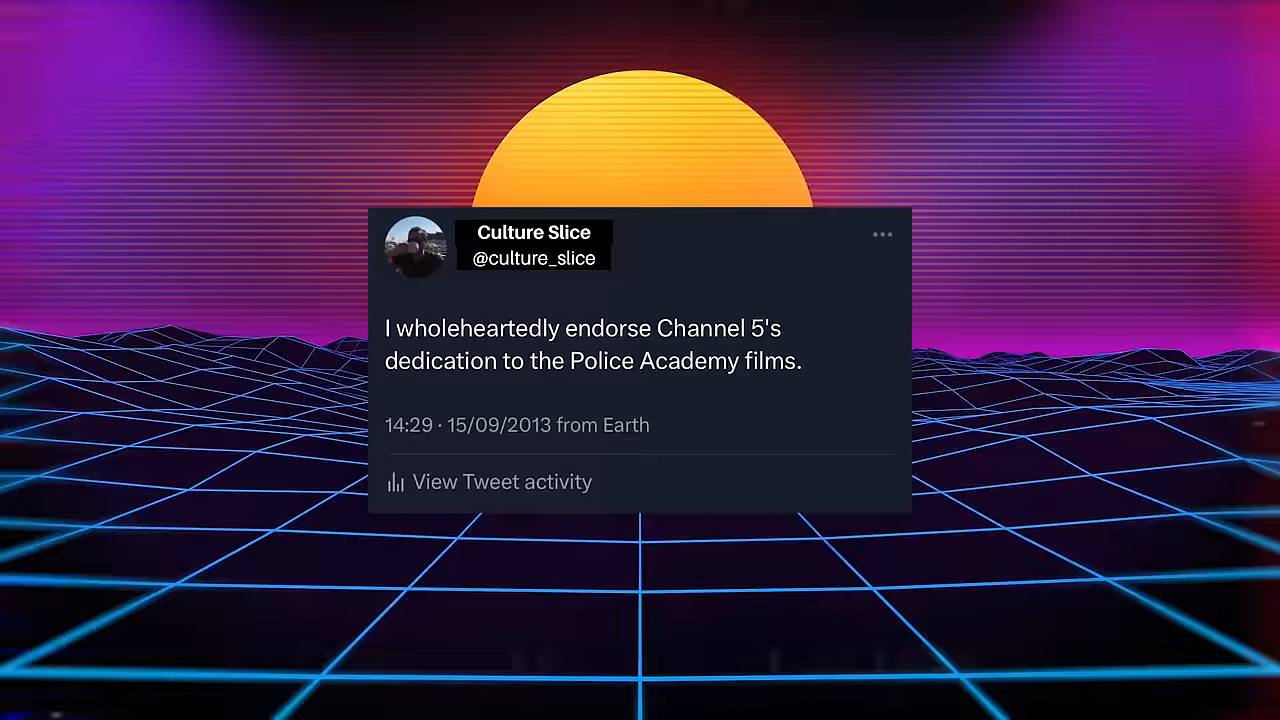 Culture Slice
@culture_slice
I wholeheartedly endorse Channel 5's
dedication to the Police Academy films.
14:29 · 15/09/2013 from Earth
View Tweet activity